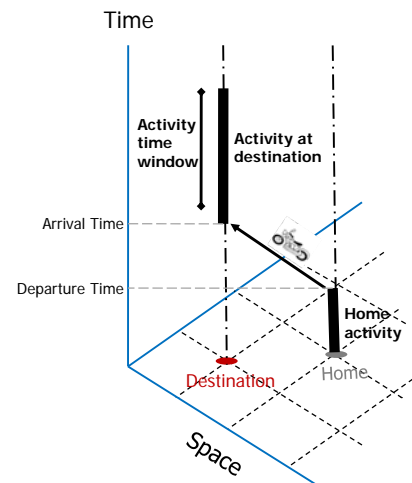 Time
Activity
time
window
Activity at
destination
Arrival Time
Departure Time
Home
activity
Destination
Home
Space